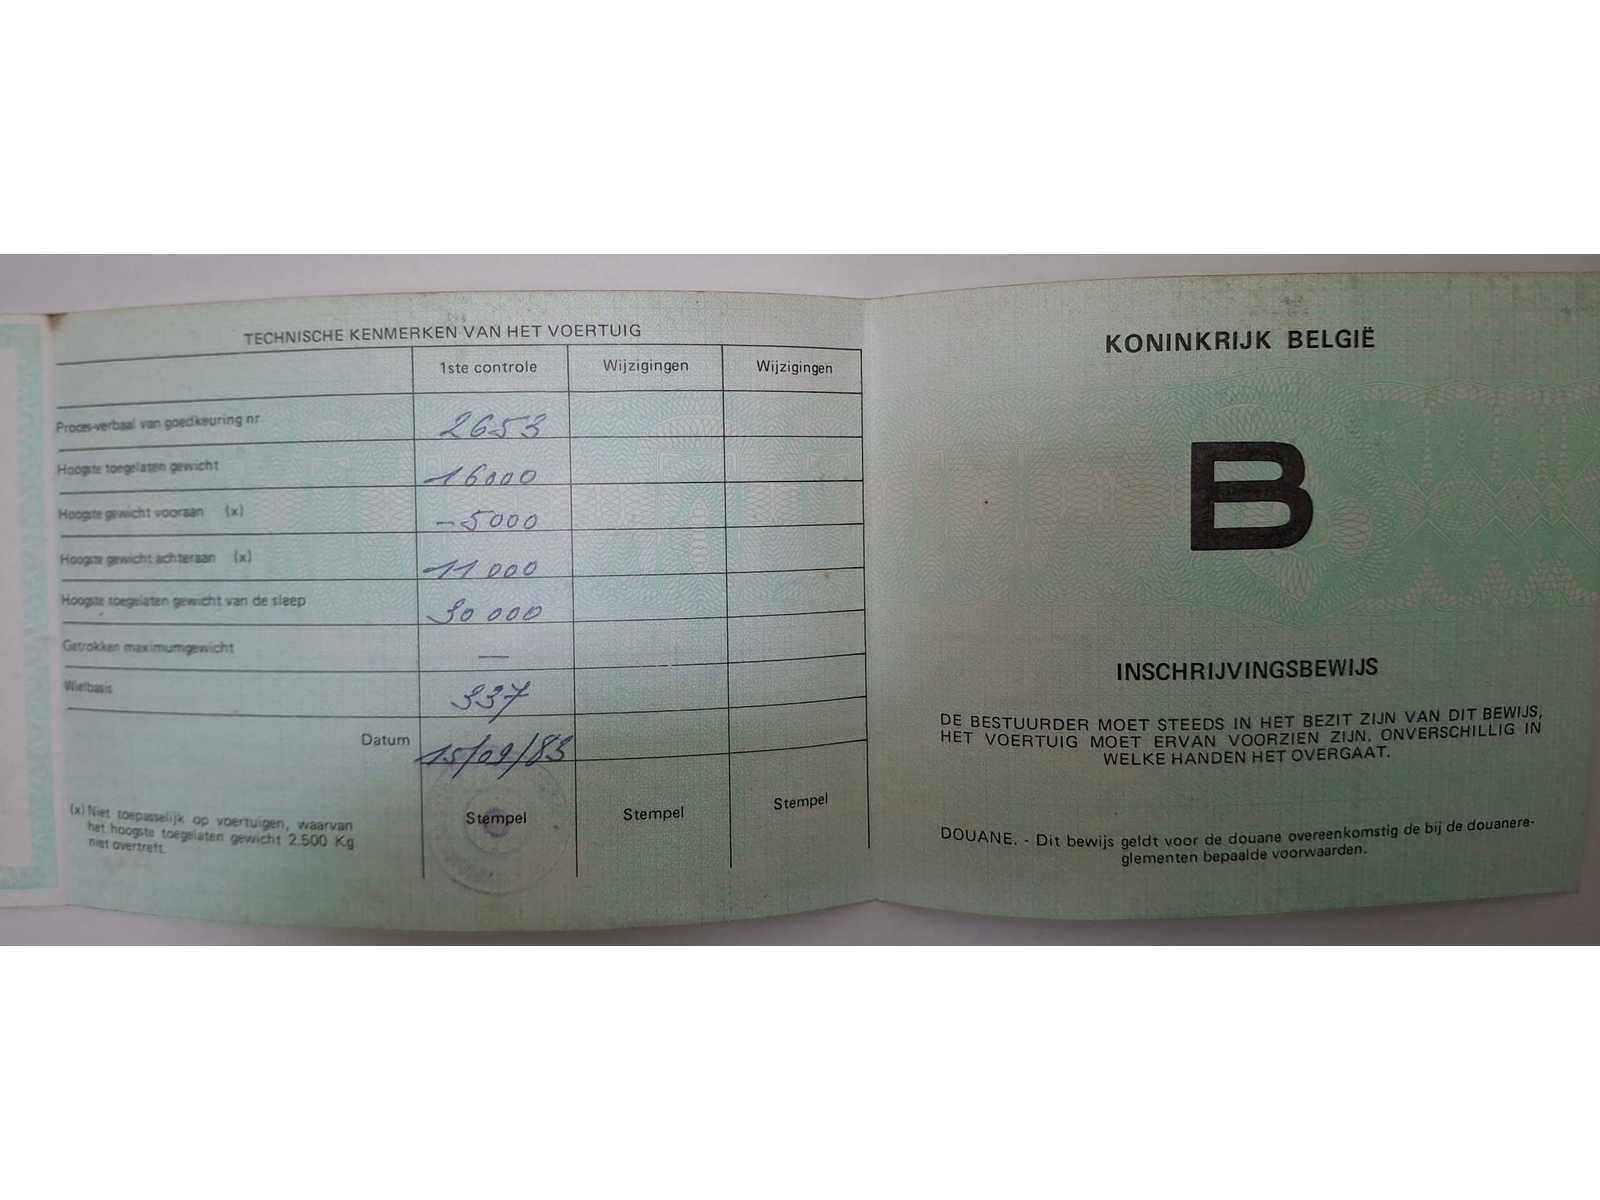 TECHNISCHE KENMERKEN VAN HET VOERTUIG
1ste controle Wijzigingen Wijzigingen
Proces-verbaal van goedkeuring nr 2653
Hoogste toegelaten gewicht 16000
Hoogste gewicht vooraan (x) 5000
Hoogste gewicht achteraan (x) 11 000
Hoogste toegelaten gewicht van de sleep 30 000
Getrokken maximumgewicht —
Wielbasis 337
Datum 15/09/83
(x) Niet toepasselijk op voertuigen, waarvan
het hoogste toegelaten gewicht 2.500 Kg
niet overtreft.
Stempel Stempel Stempel
KONINKRIJK BELGIË
B
INSCHRIJVINGSBEWIJS
DE BESTUURDER MOET STEEDS IN HET BEZIT ZIJN VAN DIT BEWIJS,
HET VOERTUIG MOET ERVAN VOORZIEN ZIJN. ONVERSCHILLIG IN
WELKE HANDEN HET OVERGAAT.
DOUANE. - Dit bewijs geldt voor de douane overeenkomstig de bij de douanere-
glementen bepaalde voorwaarden.